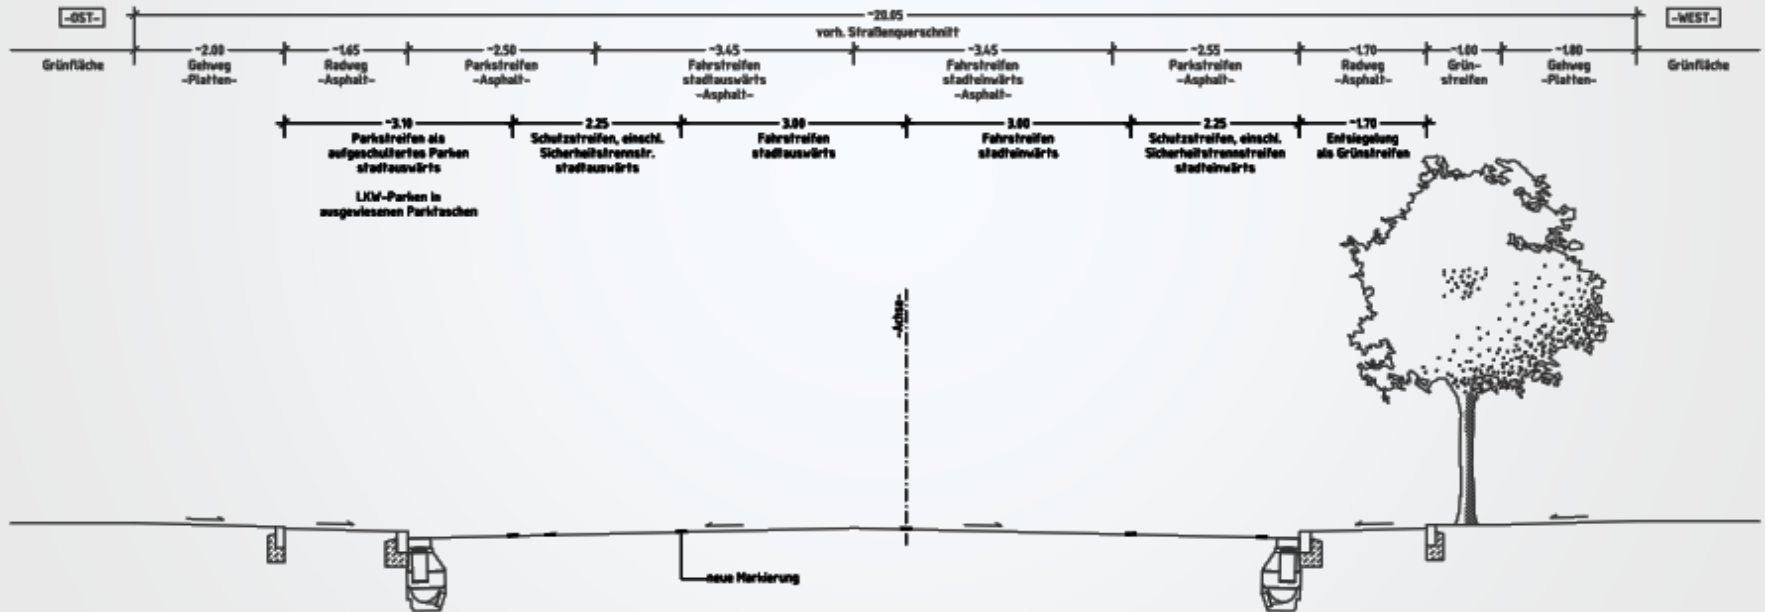 -OST-
~20.05
-WEST-
vorh. Straßenquerschnitt
Grünfläche
~2.00
Gehweg
-Platten-
~1.65
Radweg
-Asphalt-
~2.50
Parkstreifen
-Asphalt-
~3.45
Fahrstreifen
stadtauswärts
-Asphalt-
~3.45
Fahrstreifen
stadteinwärts
-Asphalt-
~2.55
Parkstreifen
-Asphalt-
~1.70
Radweg
-Asphalt-
~1.00
Grün-
streifen
~1.80
Gehweg
-Platten-
Grünfläche
~3.10
Parkstreifen als
aufgeschultertes Parken
stadtauswärts
LKW-Parken in
ausgewiesenen Parktaschen
2.25
Schutzstreifen, einschl.
Sicherheitstrennstr.
stadtauswärts
3.00
Fahrstreifen
stadtauswärts
3.00
Fahrstreifen
stadteinwärts
2.25
Schutzstreifen, einschl.
Sicherheitstrennstreifen
stadteinwärts
~1.70
Entsiegelung
als Grünstreifen
-Achse-
neue Markierung